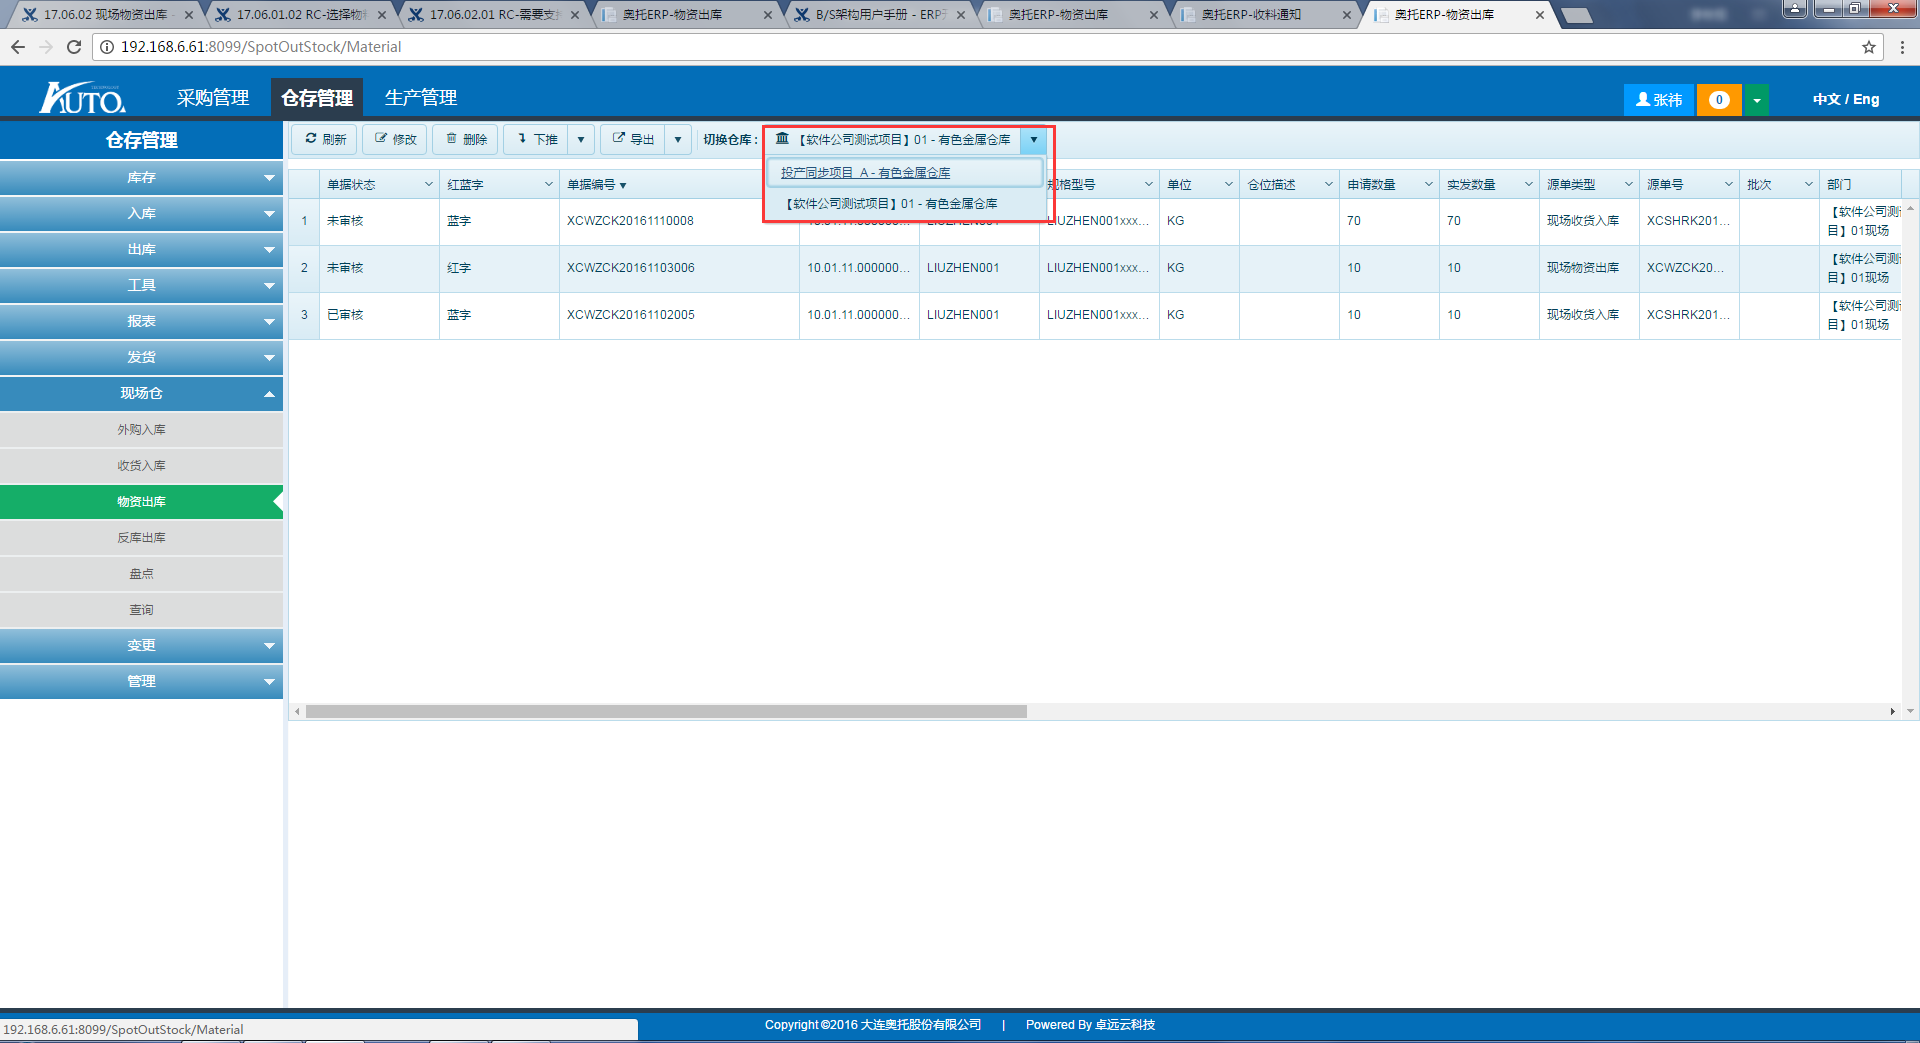 17.06.02 现场物资出库 -
17.06.01.02 RC-选择物
17.06.02.01 RC-需要支
奥托ERP-物资出库
B/S架构用户手册 - ERP
奥托ERP-物资出库
奥托ERP-收料通知
奥托ERP-物资出库
192.168.6.61:8099/SpotOutStock/Material
AUTO
采购管理
仓存管理
生产管理
张祎
0
中文 / Eng
仓存管理
库存
入库
出库
工具
报表
发货
现场仓
外购入库
收货入库
物资出库
反库出库
盘点
查询
变更
管理
刷新 修改 删除 下推 导出 切换仓库： 【软件公司测试项目】01 - 有色金属仓库
投产同步项目_A - 有色金属仓库
【软件公司测试项目】01 - 有色金属仓库
单据状态 红蓝字 单据编号 规格型号 单位 仓位描述 申请数量 实发数量 源单类型 源单号 批次 部门
1 未审核 蓝字 XCWZCK20161110008 10.01.11.000000... LIUZHEN001 LIUZHEN001xxx... KG 70 70 现场收货入库 XCSHRK201... 【软件公司测
目】01现场
2 未审核 红字 XCWZCK20161103006 10.01.11.000000... LIUZHEN001 LIUZHEN001xxx... KG 10 10 现场物资出库 XCWZCK20... 【软件公司测
目】01现场
3 已审核 蓝字 XCWZCK20161102005 10.01.11.000000... LIUZHEN001 LIUZHEN001xxx... KG 10 10 现场收货入库 XCSHRK201... 【软件公司测
目】01现场
Copyright ©2016 大连奥托股份有限公司 | Powered By 卓远云科技
192.168.6.61:8099/SpotOutStock/Material